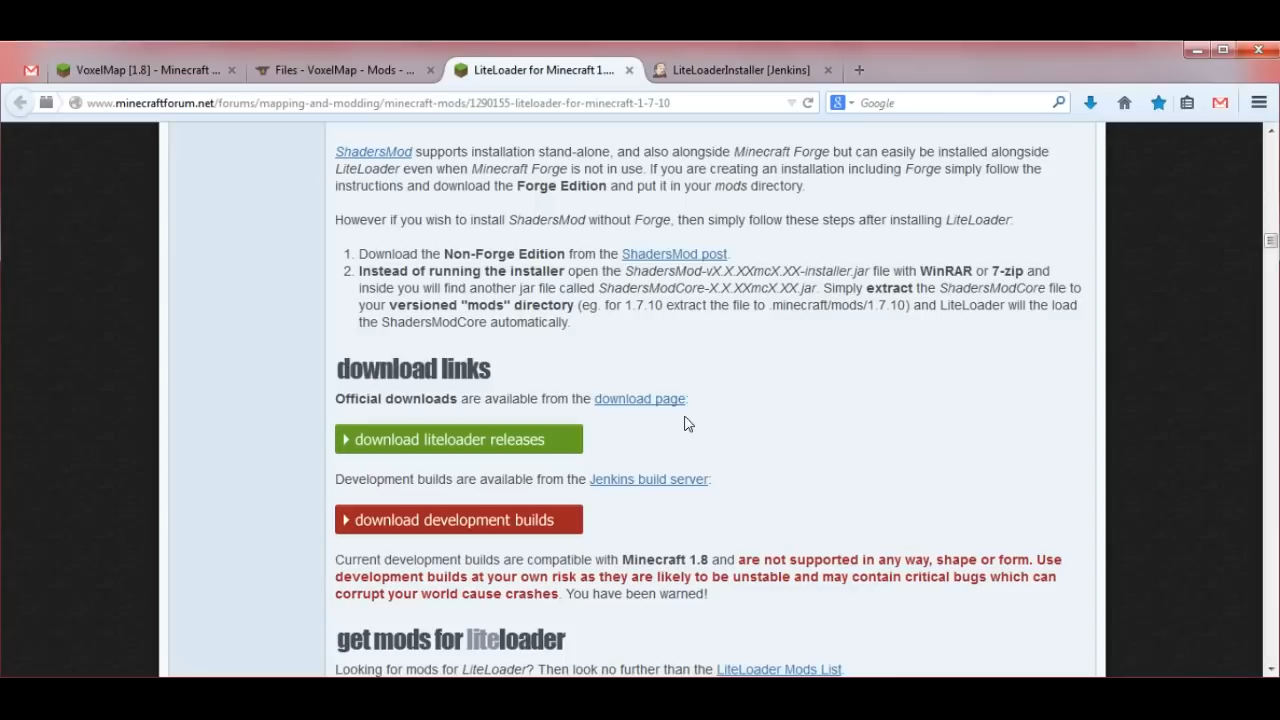 VoxelMap [1.8] - Minecraft ...
Files - VoxelMap - Mods - ...
LiteLoader for Minecraft 1....
LiteLoaderInstaller [Jenkins]
www.minecraftforum.net/forums/mapping-and-modding/minecraft-mods/1290155-liteloader-for-minecraft-1-7-10
Google
ShadersMod supports installation stand-alone, and also alongside Minecraft Forge but can easily be installed alongside
LiteLoader even when Minecraft Forge is not in use. If you are creating an installation including Forge simply follow the
instructions and download the Forge Edition and put it in your mods directory.
However if you wish to install ShadersMod without Forge, then simply follow these steps after installing LiteLoader:
1. Download the Non-Forge Edition from the ShadersMod post.
2. Instead of running the installer open the ShadersMod-vX.X.XXmcX.XX-installer.jar file with WinRAR or 7-zip and
inside you will find another jar file called ShadersModCore-X.X.XXmcX.XX.jar. Simply extract the ShadersModCore file to
your versioned "mods" directory (eg. for 1.7.10 extract the file to .minecraft/mods/1.7.10) and LiteLoader will the load
the ShadersModCore automatically.
download links
Official downloads are available from the download page:
download liteloader releases
Development builds are available from the Jenkins build server:
download development builds
Current development builds are compatible with Minecraft 1.8 and are not supported in any way, shape or form. Use
development builds at your own risk as they are likely to be unstable and may contain critical bugs which can
corrupt your world cause crashes. You have been warned!
get mods for liteloader
Looking for mods for LiteLoader? Then look no further than the LiteLoader Mods List.